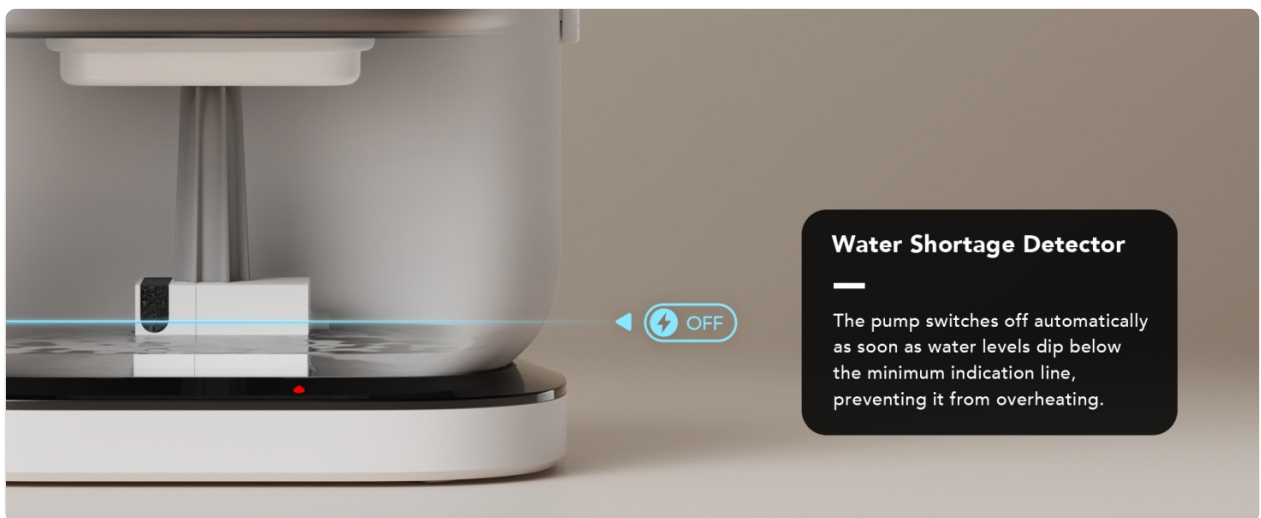 OFF
Water Shortage Detector
The pump switches off automatically
as soon as water levels dip below
the minimum indication line,
preventing it from overheating.